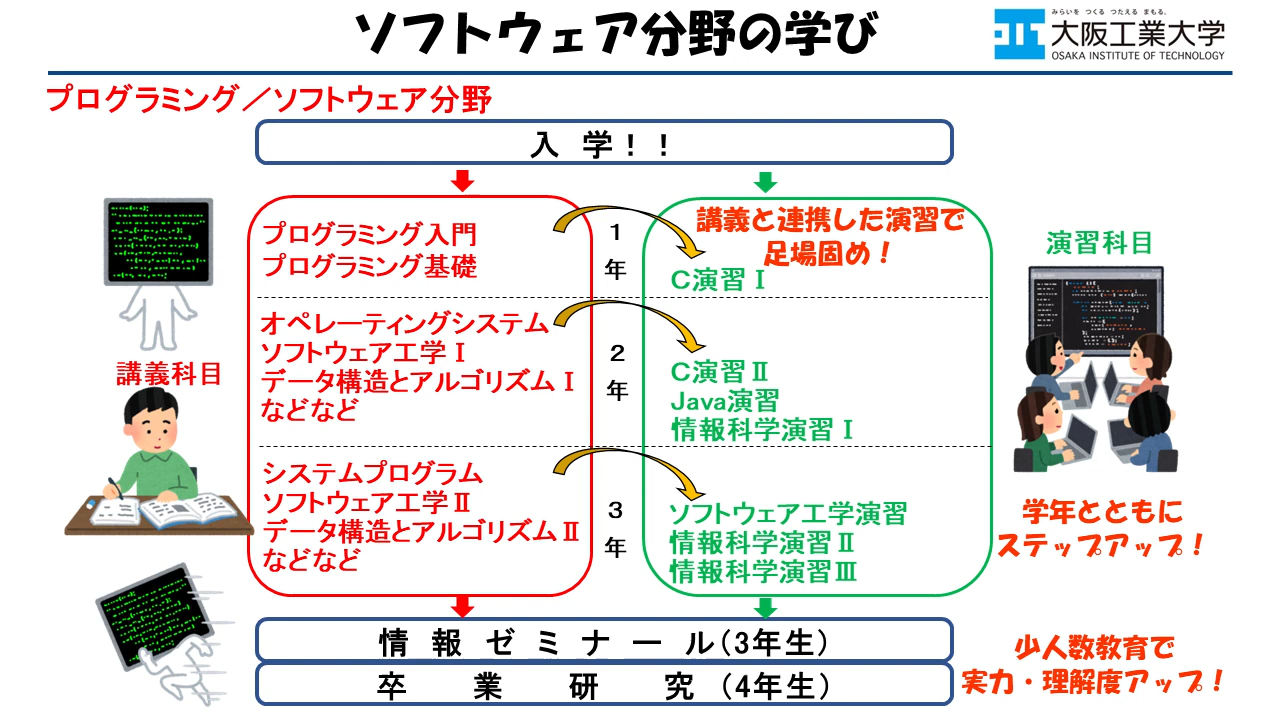 ソフトウェア分野の学び
みらいを つくる つたえる まもる。
大阪工業大学
OSAKA INSTITUTE OF TECHNOLOGY
プログラミング／ソフトウェア分野
入 学！！
講義科目
プログラミング入門
プログラミング基礎
1
年
講義と連携した演習で
足場固め！
C演習Ⅰ
演習科目
オペレーティングシステム
ソフトウェア工学Ⅰ
データ構造とアルゴリズムⅠ
などなど
2
年
C演習Ⅱ
Java演習
情報科学演習Ⅰ
システムプログラム
ソフトウェア工学Ⅱ
データ構造とアルゴリズムⅡ
などなど
3
年
ソフトウェア工学演習
情報科学演習Ⅱ
情報科学演習Ⅲ
学年とともに
ステップアップ！
情 報 ゼ ミ ナ ー ル（3年生）
卒 業 研 究 （4年生）
少人数教育で
実力・理解度アップ！